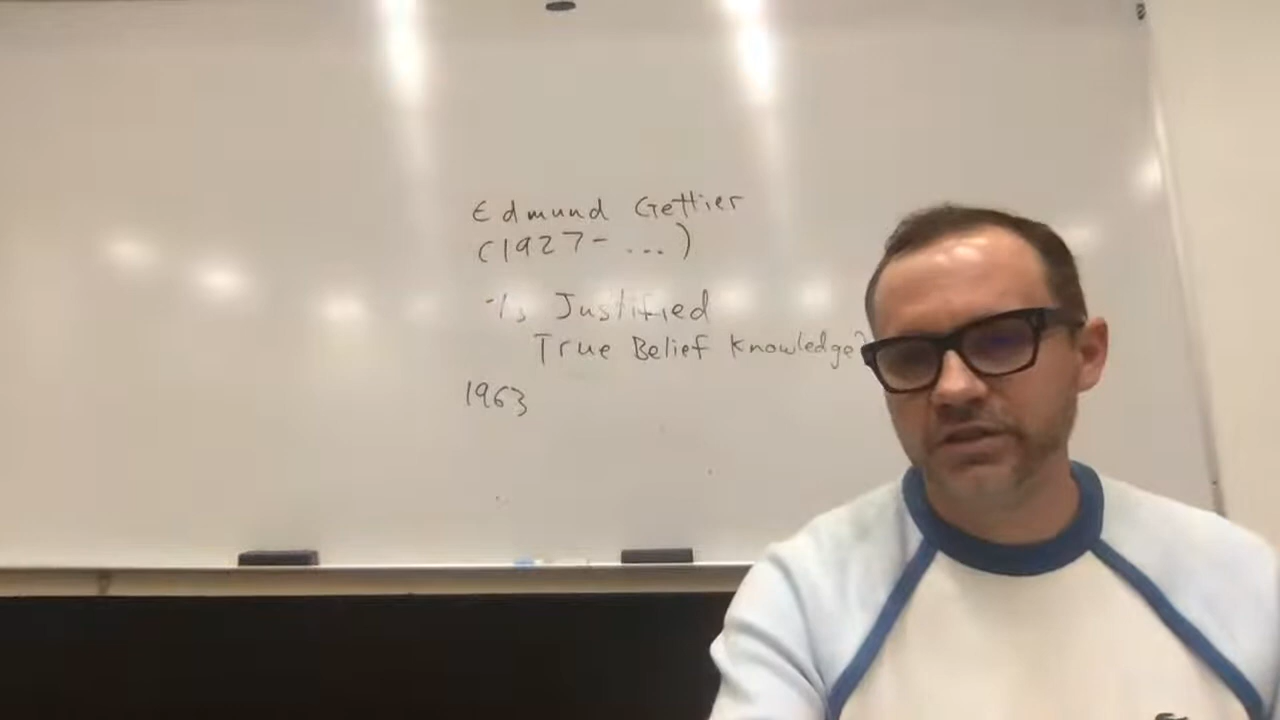 Edmund Gettier
(1927- ...)
"Is Justified
True Belief Knowledge?
1963